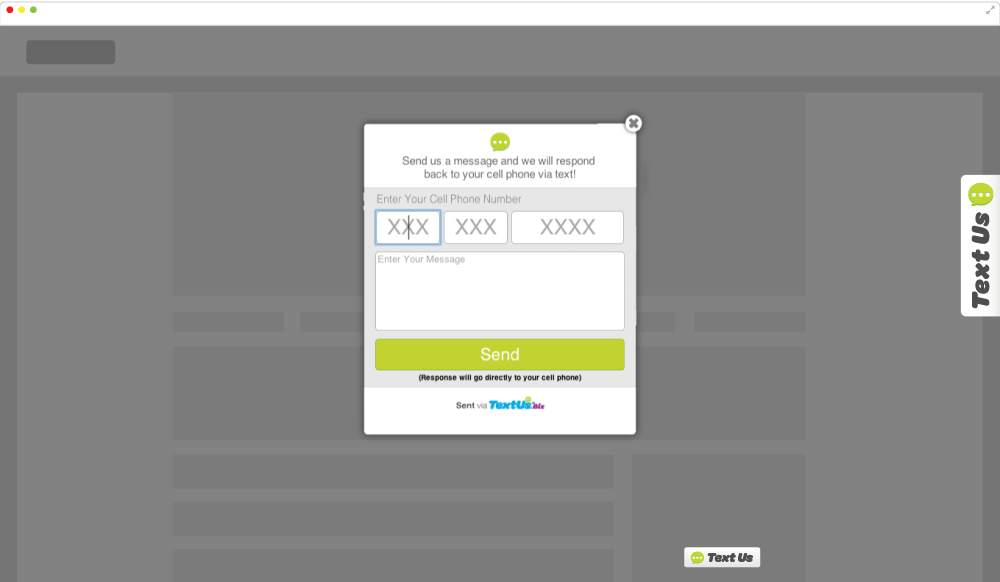 Send us a message and we will respond
back to your cell phone via text!
Enter Your Cell Phone Number
XXX XXX XXXX
Enter Your Message
Send
(Response will go directly to your cell phone)
Sent via TextUs.Biz
Text Us
Text Us